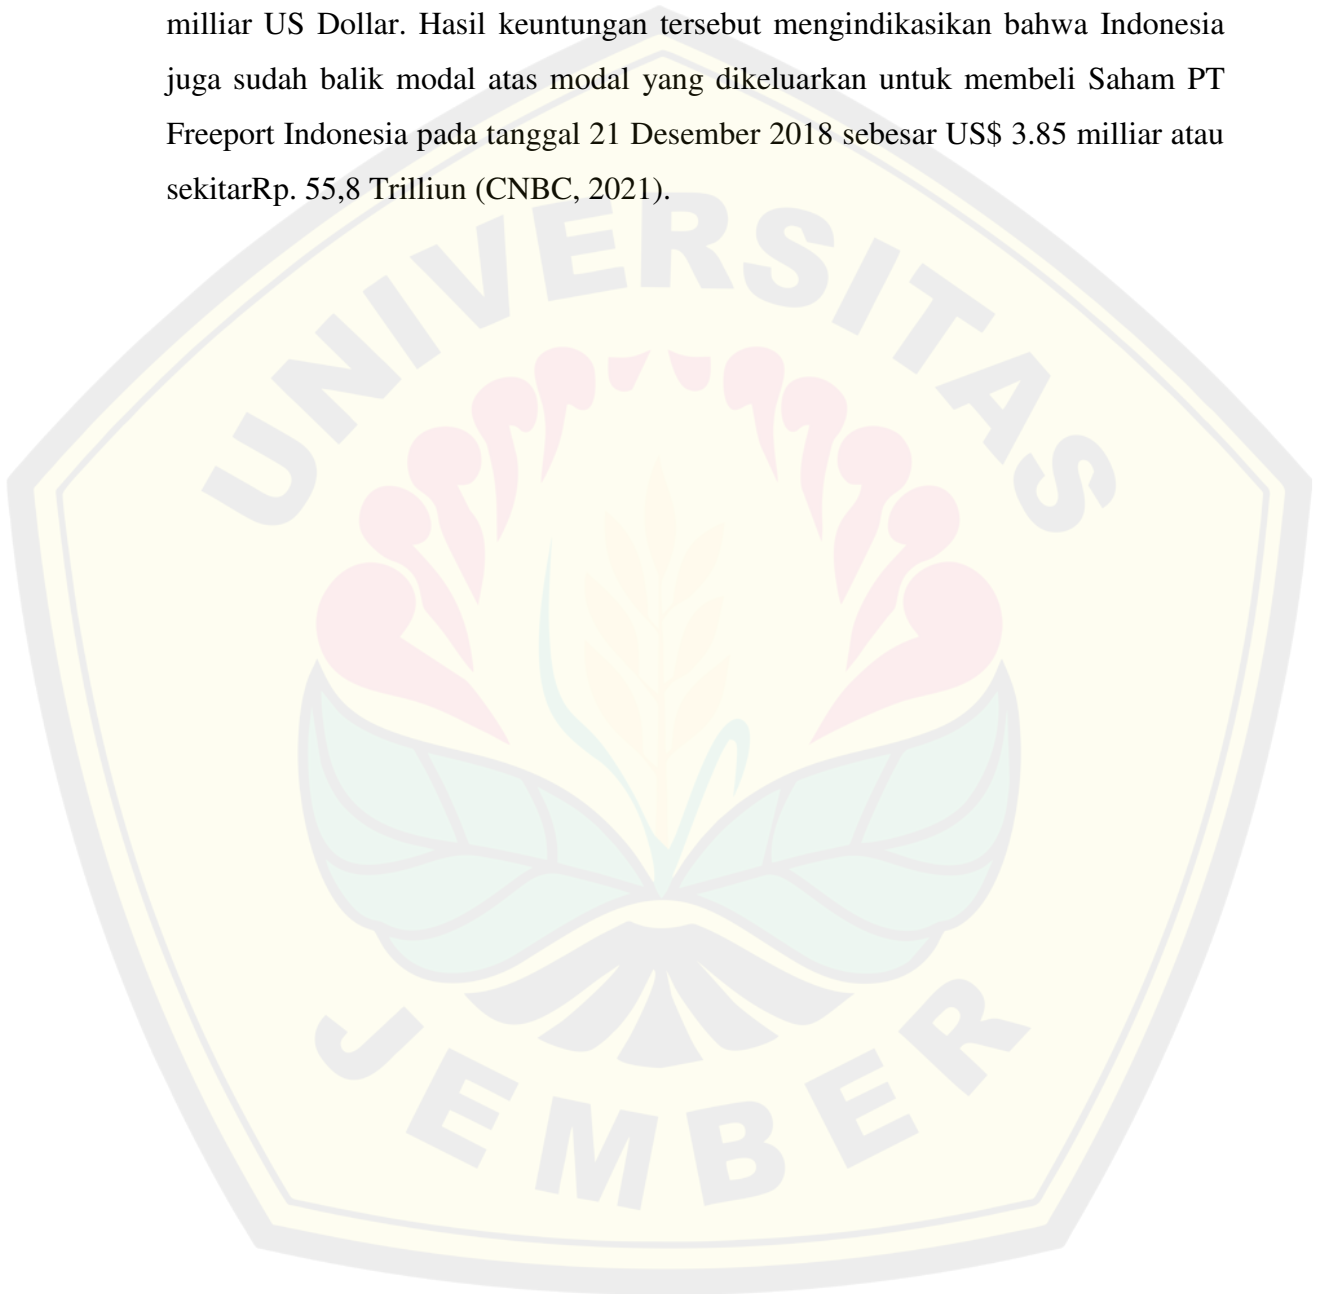 milliar US Dollar. Hasil keuntungan tersebut mengindikasikan bahwa Indonesia
juga sudah balik modal atas modal yang dikeluarkan untuk membeli Saham PT
Freeport Indonesia pada tanggal 21 Desember 2018 sebesar US$ 3.85 milliar atau
sekitarRp. 55,8 Trilliun (CNBC, 2021).
UNIVERSITAS
JEMBER